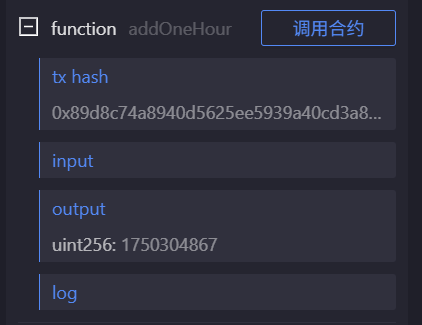 function addOneHour 调用合约
tx hash
0x89d8c74a8940d5625ee5939a40cd3a8...
input
output
uint256: 1750304867
log